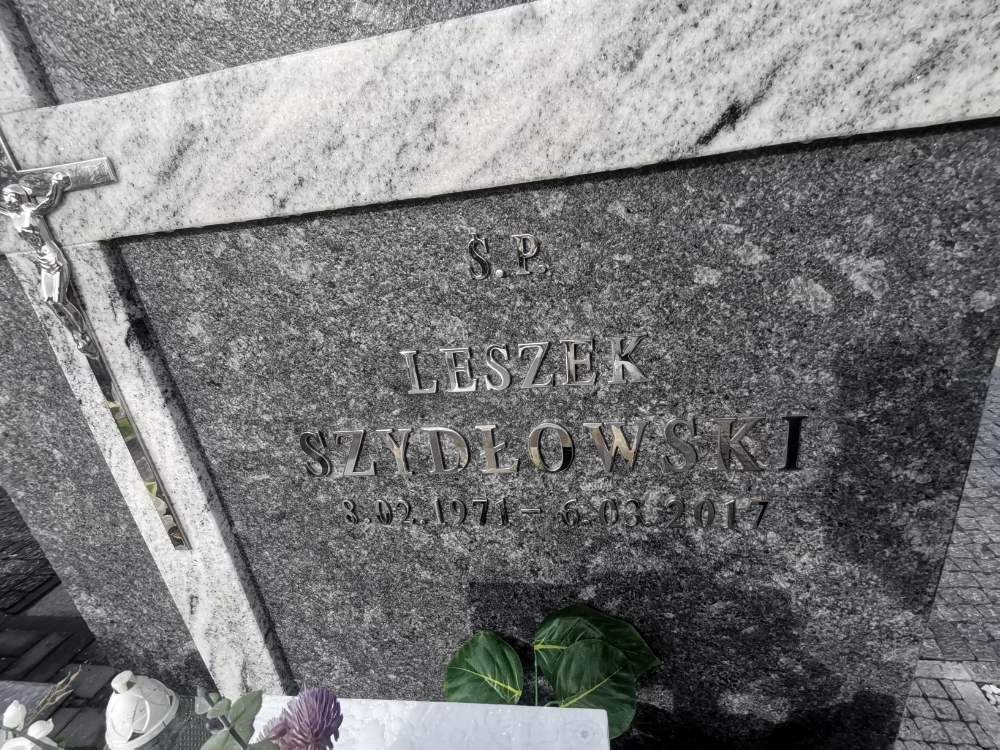 Ś.P.
LESZEK
SZYDŁOWSKI
8.02.1971 - 6.03.2017